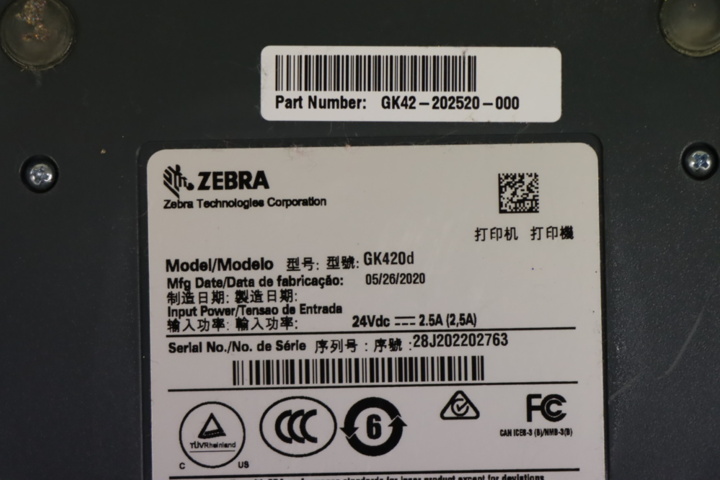 Part Number: GK42-202520-000
ZEBRA
Zebra Technologies Corporation
打印机 打印機
Model/Modelo 型号: 型號: GK420d
Mfg Date/Data de fabricação: 05/26/2020
制造日期: 製造日期:
Input Power/Tensao de Entrada
输入功率: 輸入功率: 24Vdc 2.5A (2,5A)
Serial No./No. de Série 序列号: 序號: 28J202202763
TÜVRheinland
C US
CCC
6
FC
CAN ICES-3 (B)/NMB-3(B)